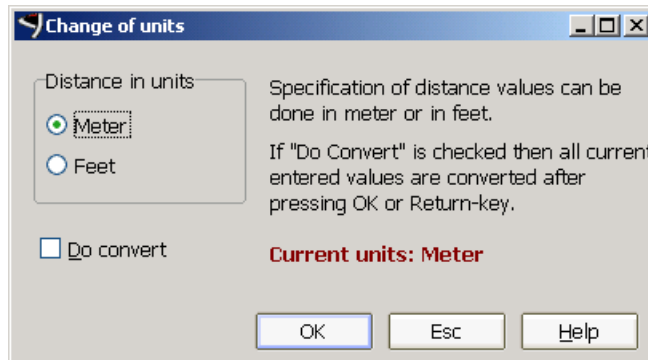 Change of units
Distance in units
Meter
Feet
Do convert
Specification of distance values can be
done in meter or in feet.
If "Do Convert" is checked then all current
entered values are converted after
pressing OK or Return-key.
Current units: Meter
OK
Esc
Help